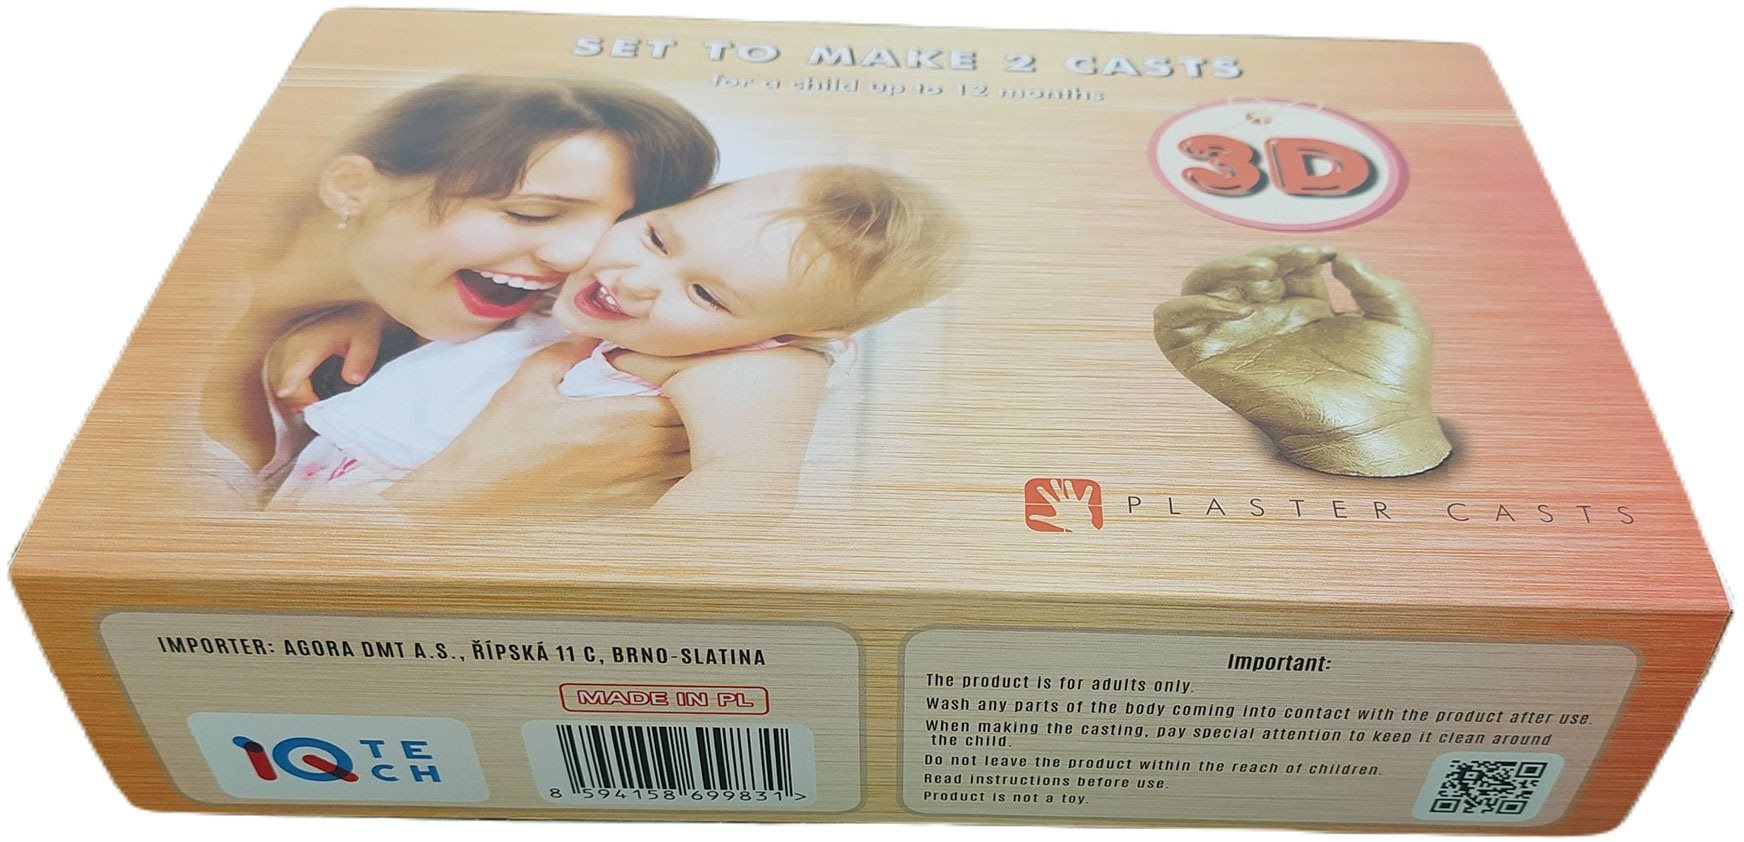 SET TO MAKE 2 CASTS
for a child up to 12 months
3D
PLASTER CASTS
IMPORTER: AGORA DMT A.S., ŘÍPSKÁ 11 C, BRNO-SLATINA
MADE IN PL
iQ TE
CH
8 594158 699831 >
Important:
The product is for adults only.
Wash any parts of the body coming into contact with the product after use.
When making the casting, pay special attention to keep it clean around
the child.
Do not leave the product within the reach of children.
Read instructions before use.
Product is not a toy.